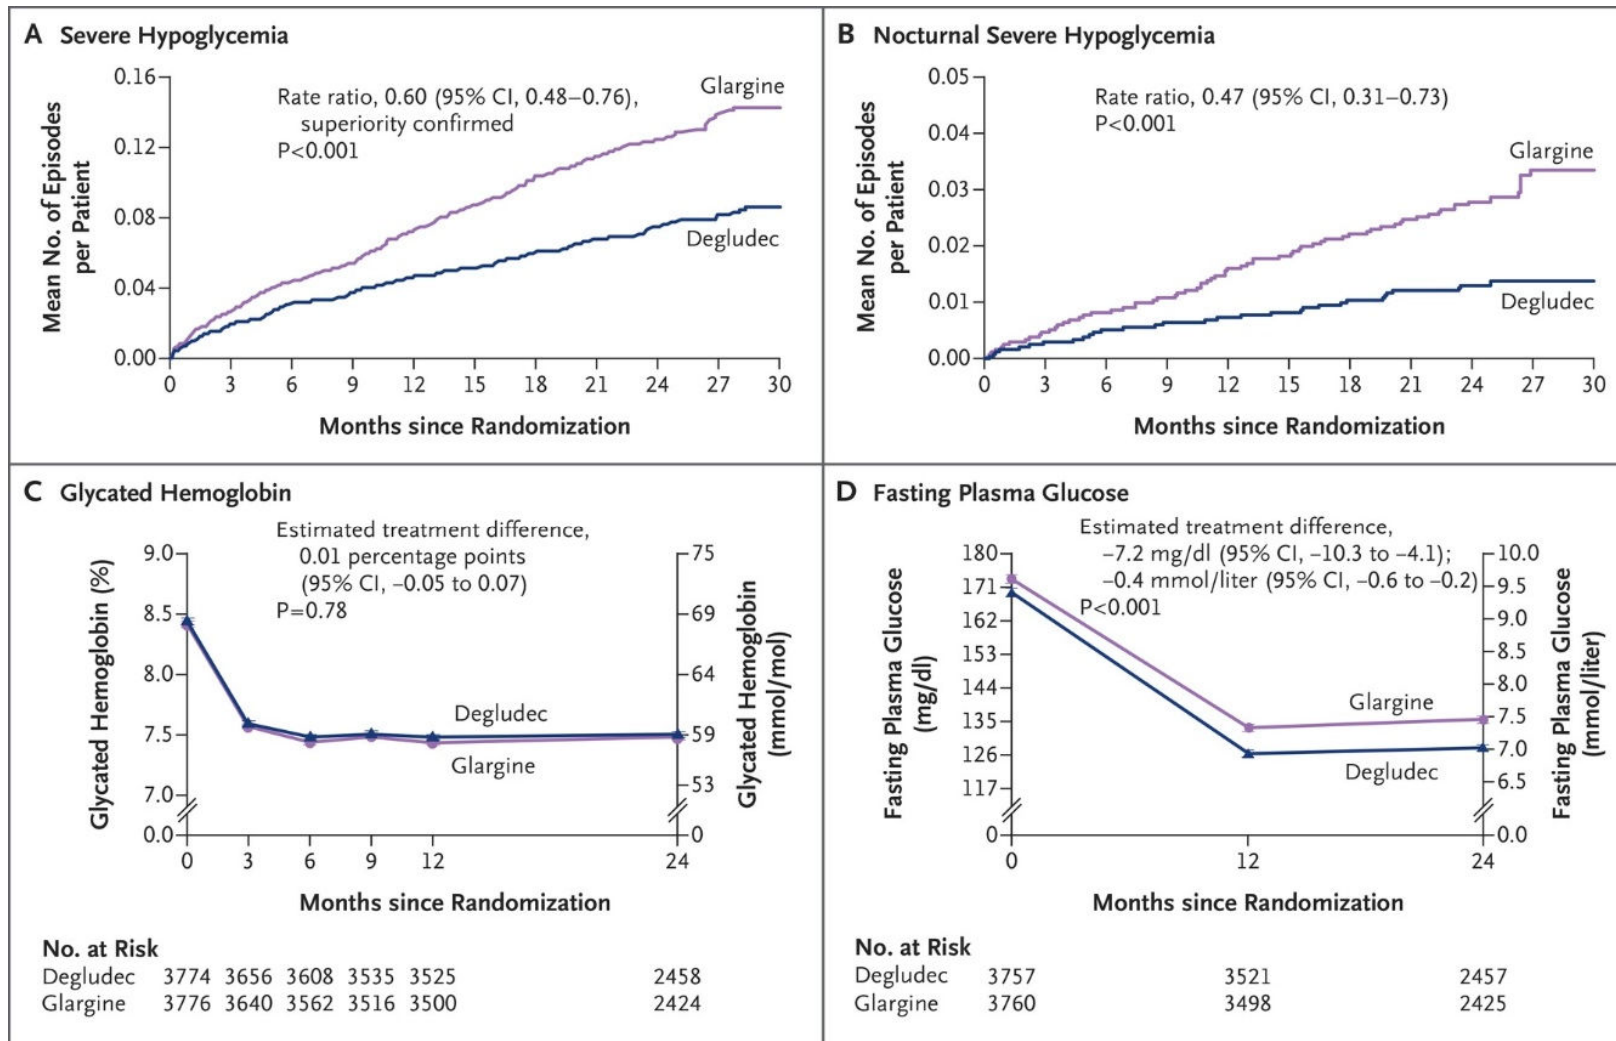 A Severe Hypoglycemia
Mean No. of Episodes
per Patient
0.16
0.12
0.08
0.04
0.00
Rate ratio, 0.60 (95% CI, 0.48–0.76),
superiority confirmed
P<0.001
Glargine
Degludec
0 3 6 9 12 15 18 21 24 27 30
Months since Randomization
B Nocturnal Severe Hypoglycemia
Mean No. of Episodes
per Patient
0.05
0.04
0.03
0.02
0.01
0.00
Rate ratio, 0.47 (95% CI, 0.31–0.73)
P<0.001
Glargine
Degludec
0 3 6 9 12 15 18 21 24 27 30
Months since Randomization
C Glycated Hemoglobin
Glycated Hemoglobin (%)
9.0
8.5
8.0
7.5
7.0
0.0
Estimated treatment difference,
0.01 percentage points
(95% CI, –0.05 to 0.07)
P=0.78
Degludec
Glargine
75
69
64
59
53
0
Glycated Hemoglobin
(mmol/mol)
0 3 6 9 12 24
Months since Randomization
No. at Risk
Degludec 3774 3656 3608 3535 3525 2458
Glargine 3776 3640 3562 3516 3500 2424
D Fasting Plasma Glucose
Fasting Plasma Glucose
(mg/dl)
180
171
162
153
144
135
126
117
0
Estimated treatment difference,
–7.2 mg/dl (95% CI, –10.3 to –4.1);
–0.4 mmol/liter (95% CI, –0.6 to –0.2)
P<0.001
Glargine
Degludec
10.0
9.5
9.0
8.5
8.0
7.5
7.0
6.5
0.0
Fasting Plasma Glucose
(mmol/liter)
0 12 24
Months since Randomization
No. at Risk
Degludec 3757 3521 2457
Glargine 3760 3498 2425